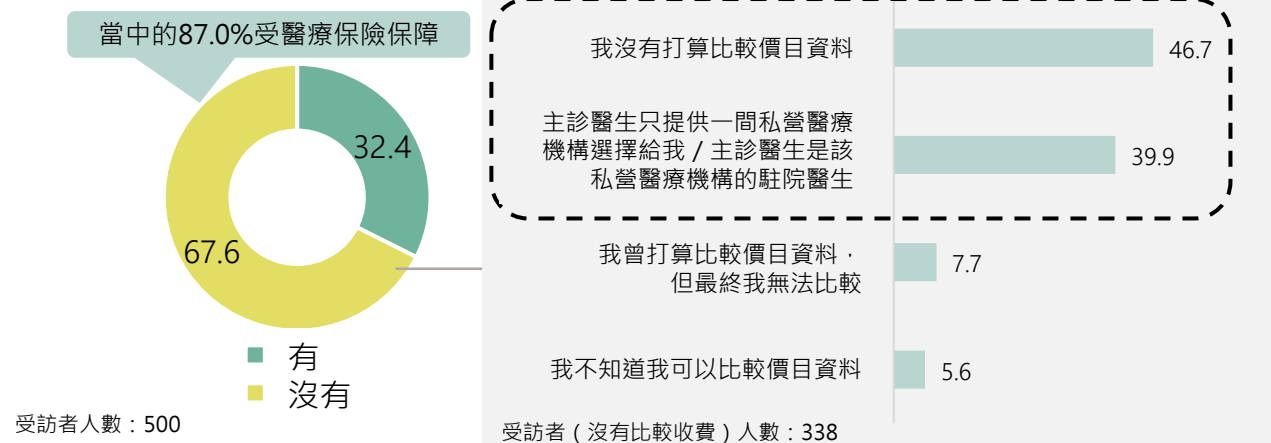 當中的87.0%受醫療保險保障
32.4
67.6
有
沒有
受訪者人數：500
我沒有打算比較價目資料
46.7
主診醫生只提供一間私營醫療
機構選擇給我 / 主診醫生是該
私營醫療機構的駐院醫生
39.9
我曾打算比較價目資料，
但最終我無法比較
7.7
我不知道我可以比較價目資料
5.6
受訪者（沒有比較收費）人數：338